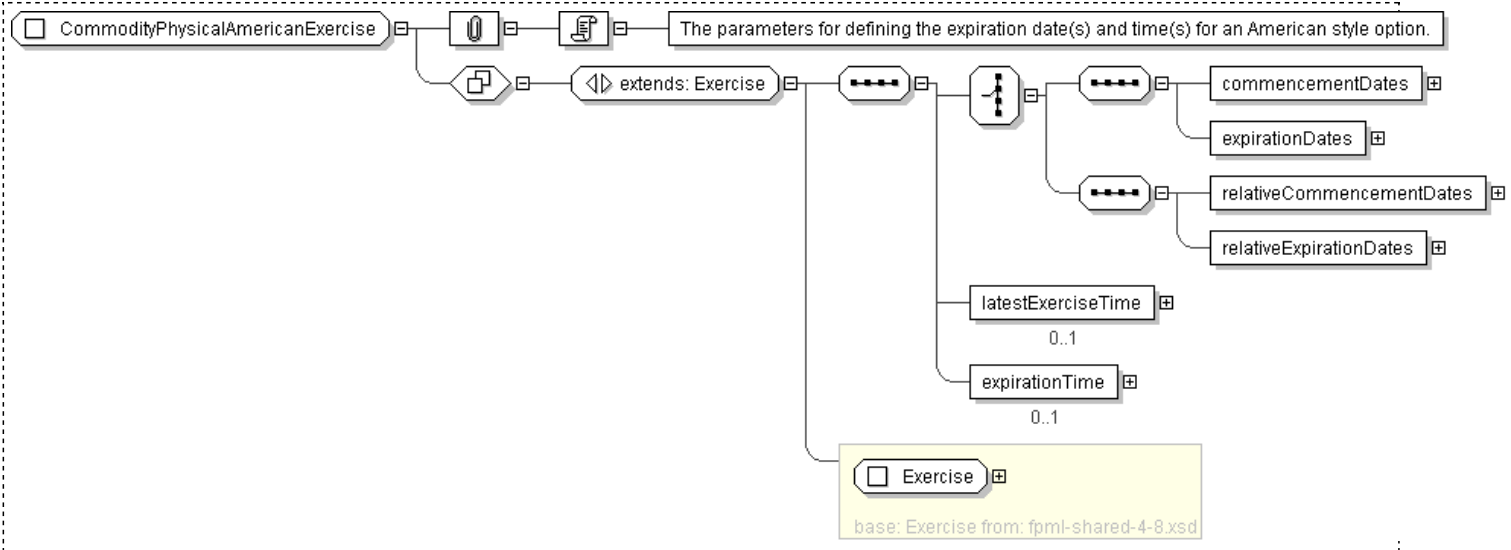 CommodityPhysicalAmericanExercise
The parameters for defining the expiration date(s) and time(s) for an American style option.
extends: Exercise
commencementDates
expirationDates
relativeCommencementDates
relativeExpirationDates
latestExerciseTime
0..1
expirationTime
0..1
Exercise
base: Exercise from: fpml-shared-4-8.xsd